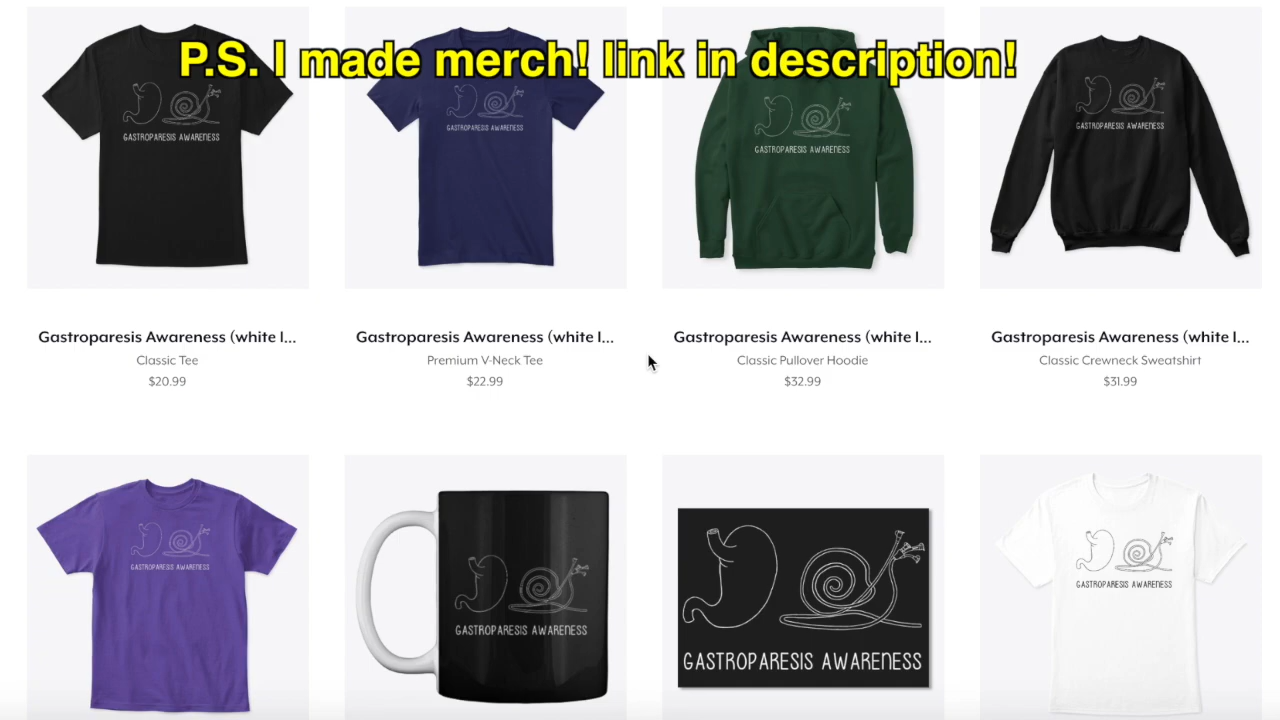 P.S. I made merch! link in description!
GASTROPARESIS AWARENESS
GASTROPARESIS AWARENESS
GASTROPARESIS AWARENESS
GASTROPARESIS AWARENESS
Gastroparesis Awareness (white l...
Classic Tee
$20.99
Gastroparesis Awareness (white l...
Premium V-Neck Tee
$22.99
Gastroparesis Awareness (white l...
Classic Pullover Hoodie
$32.99
Gastroparesis Awareness (white l...
Classic Crewneck Sweatshirt
$31.99
GASTROPARESIS AWARENESS
GASTROPARESIS AWARENESS
GASTROPARESIS AWARENESS
GASTROPARESIS AWARENESS